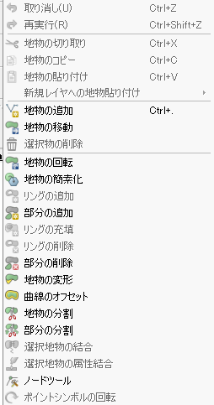 取り消し(U) Ctrl+Z
再実行(R) Ctrl+Shift+Z
地物の切り取り Ctrl+X
地物のコピー Ctrl+C
地物の貼り付け Ctrl+V
新規レイヤへの地物貼り付け
地物の追加 Ctrl+.
地物の移動
選択物の削除
地物の回転
地物の簡素化
リングの追加
部分の追加
リングの充填
リングの削除
部分の削除
地物の変形
曲線のオフセット
地物の分割
部分の分割
選択地物の結合
選択地物の属性結合
ノードツール
ポイントシンボルの回転